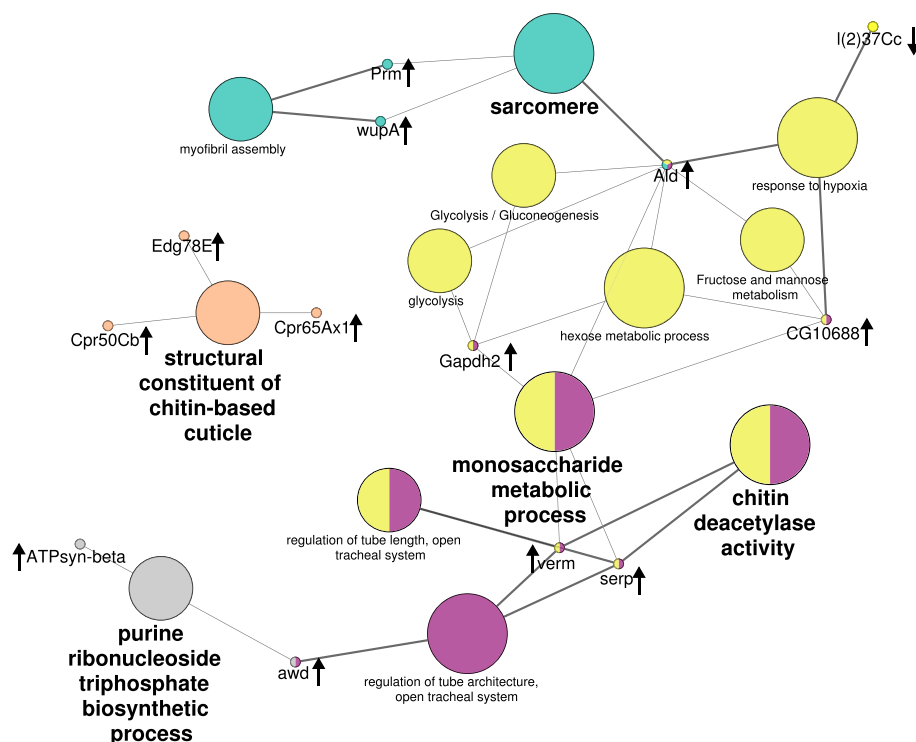 l(2)37Cc
Prm
sarcomere
wupA
myofibril assembly
Ald
response to hypoxia
Glycolysis / Gluconeogenesis
Edg78E
Fructose and mannose
metabolism
glycolysis
Cpr50Cb
Cpr65Ax1
hexose metabolic process
CG10688
structural
constituent of
chitin-based
cuticle
Gapdh2
monosaccharide
metabolic
process
chitin
deacetylase
activity
regulation of tube length, open
tracheal system
ATPsyn-beta
verm
serp
purine
ribonucleoside
triphosphate
biosynthetic
process
awd
regulation of tube architecture,
open tracheal system